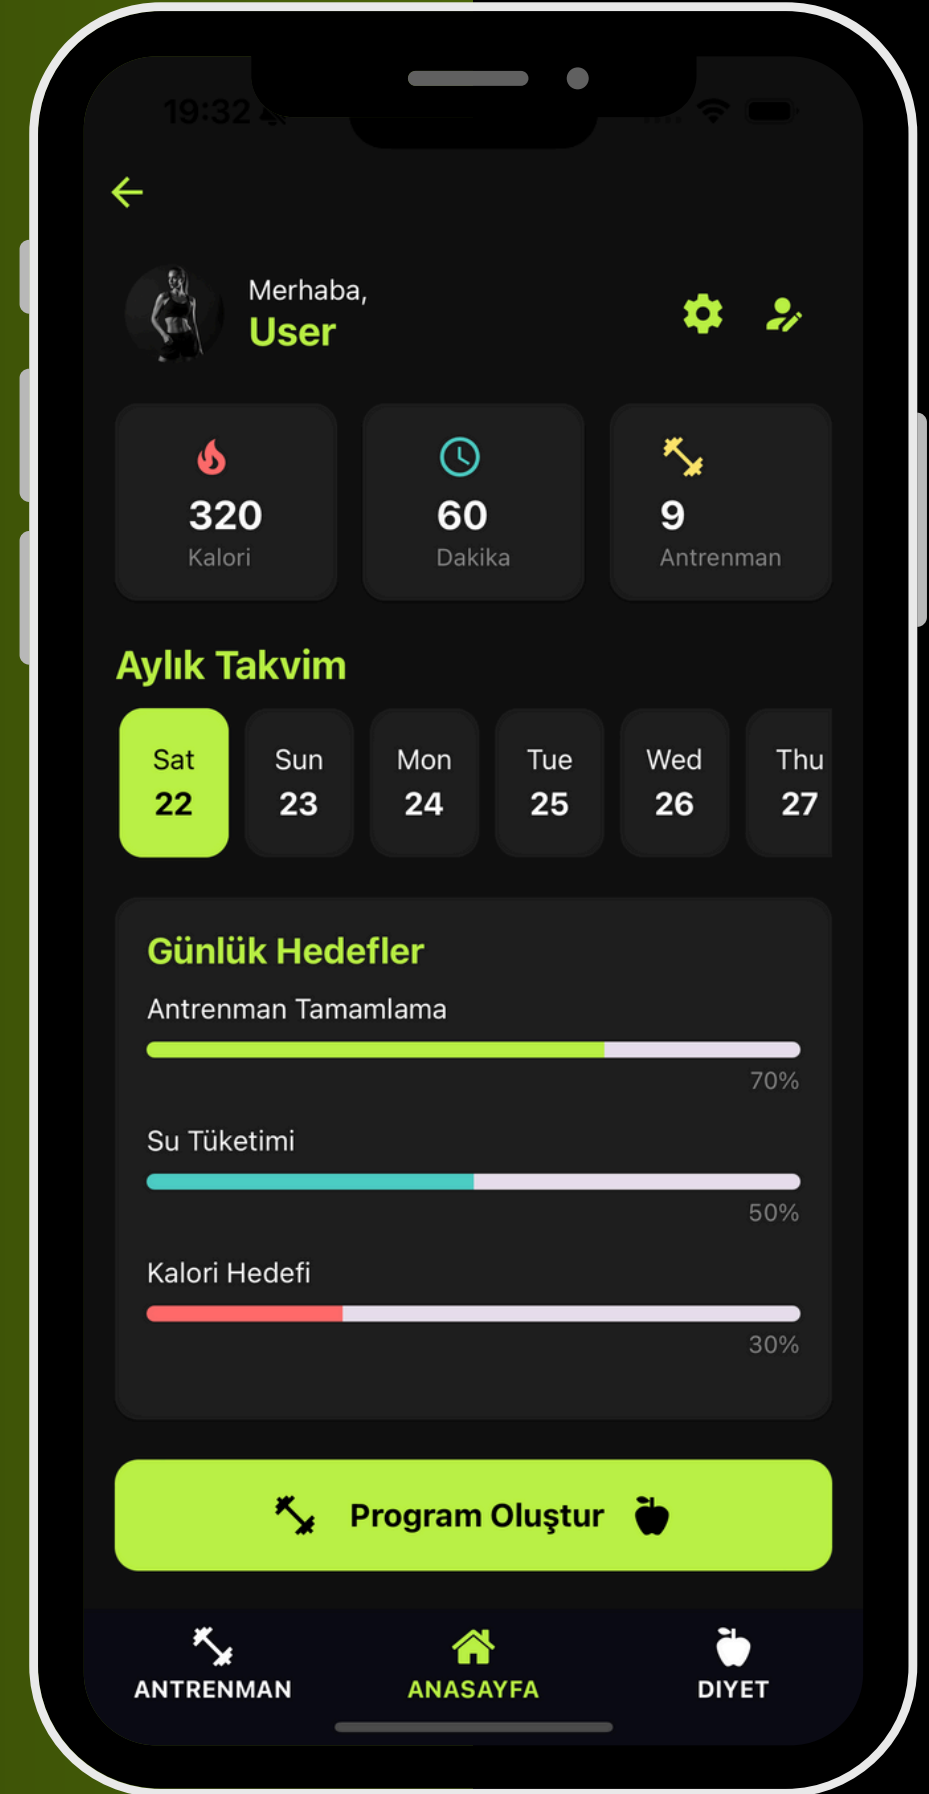 19:32
Merhaba,
User
320
Kalori
60
Dakika
9
Antrenman
Aylık Takvim
Sat
22
Sun
23
Mon
24
Tue
25
Wed
26
Thu
27
Günlük Hedefler
Antrenman Tamamlama
70%
Su Tüketimi
50%
Kalori Hedefi
30%
Program Oluştur
ANTRENMAN
ANASAYFA
DIYET